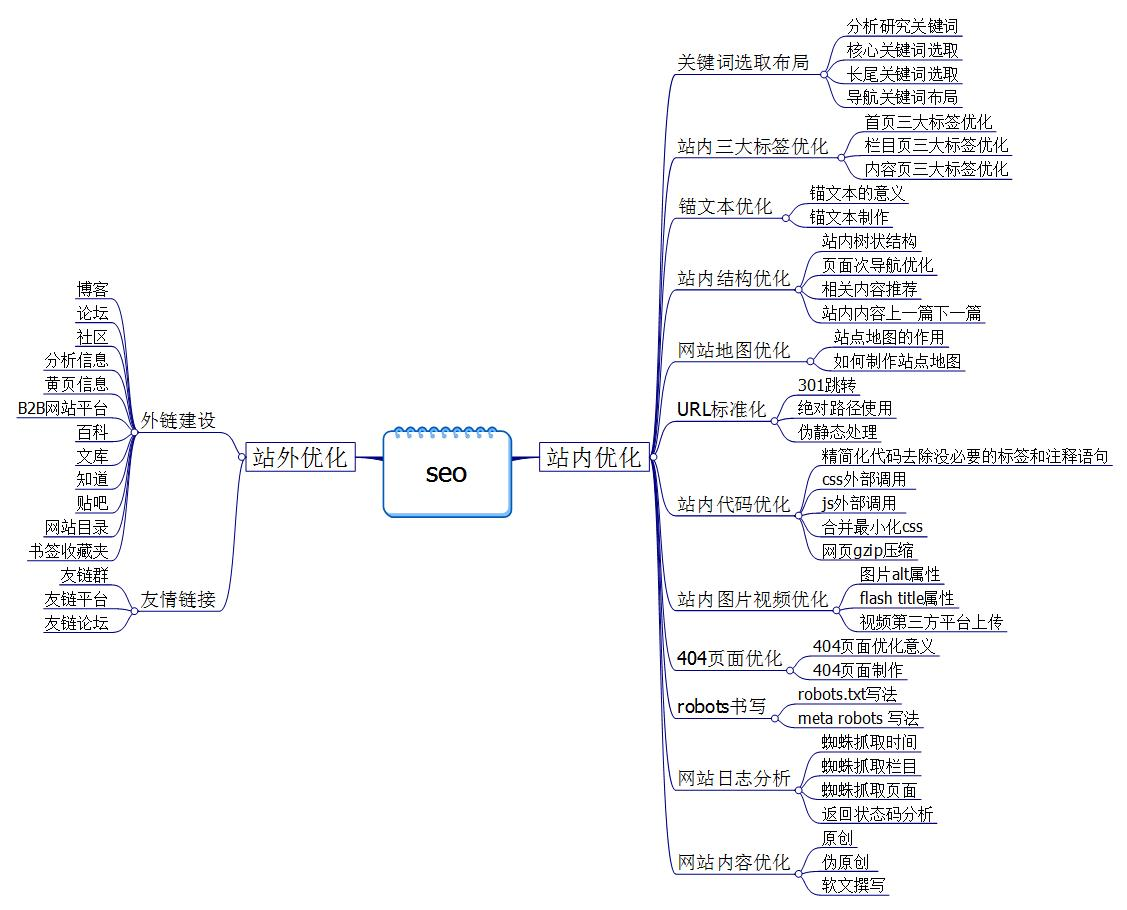 seo
站内优化
关键词选取布局
分析研究关键词
核心关键词选取
长尾关键词选取
导航关键词布局
站内三大标签优化
首页三大标签优化
栏目页三大标签优化
内容页三大标签优化
锚文本优化
锚文本的意义
锚文本制作
站内结构优化
站内树状结构
页面次导航优化
相关内容推荐
站内内容上一篇下一篇
网站地图优化
站点地图的作用
如何制作站点地图
URL标准化
301跳转
绝对路径使用
伪静态处理
站内代码优化
精简化代码去除没必要的标签和注释语句
css外部调用
js外部调用
合并最小化css
网页gzip压缩
站内图片视频优化
图片alt属性
flash title属性
视频第三方平台上传
404页面优化
404页面优化意义
404页面制作
robots书写
robots.txt写法
meta robots 写法
网站日志分析
蜘蛛抓取时间
蜘蛛抓取栏目
蜘蛛抓取页面
返回状态码分析
网站内容优化
原创
伪原创
软文撰写
站外优化
外链建设
博客
论坛
社区
分析信息
黄页信息
B2B网站平台
百科
文库
知道
贴吧
网站目录
书签收藏夹
友情链接
友链群
友链平台
友链论坛